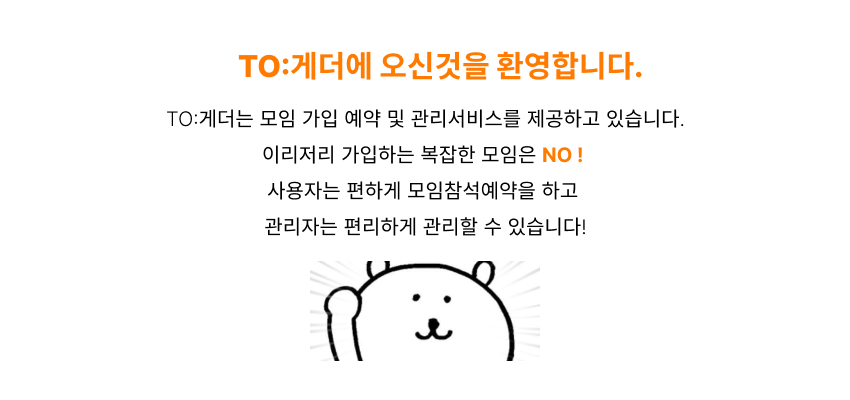 TO:게더에 오신것을 환영합니다.
TO:게더는 모임 가입 예약 및 관리서비스를 제공하고 있습니다.
이리저리 가입하는 복잡한 모임은 NO !
사용자는 편하게 모임참석예약을 하고
관리자는 편리하게 관리할 수 있습니다!